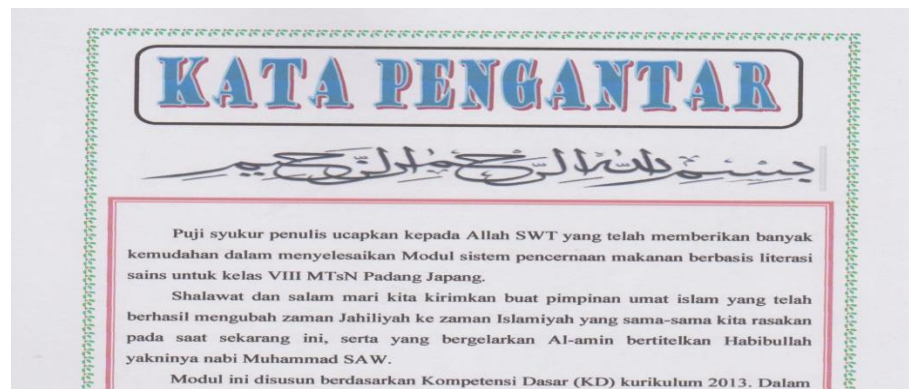 KATA PENGANTAR
بسم الله الرحمن الرحيم
Puji syukur penulis ucapkan kepada Allah SWT yang telah memberikan banyak
kemudahan dalam menyelesaikan Modul sistem pencernaan makanan berbasis literasi
sains untuk kelas VIII MTsN Padang Japang.
Shalawat dan salam mari kita kirimkan buat pimpinan umat islam yang telah
berhasil mengubah zaman Jahiliyah ke zaman Islamiyah yang sama-sama kita rasakan
pada saat sekarang ini, serta yang bergelarkan Al-amin bertitelkan Habibullah
yakninya nabi Muhammad SAW.
Modul ini disusun berdasarkan Kompetensi Dasar (KD) kurikulum 2013. Dalam